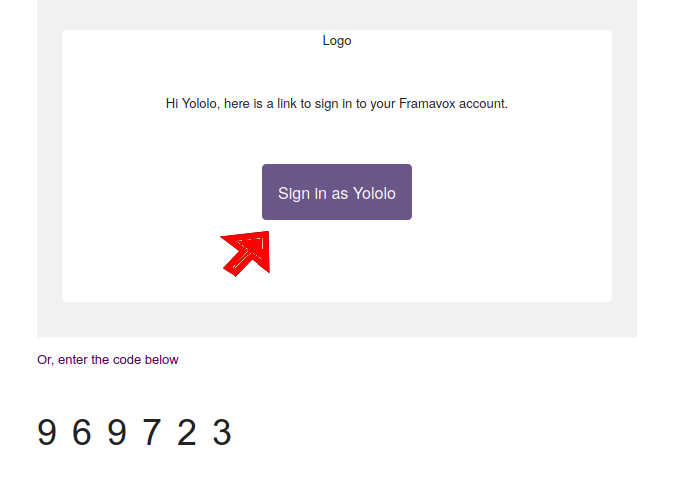 Logo
Hi Yololo, here is a link to sign in to your Framavox account.
Sign in as Yololo
Or, enter the code below
9 6 9 7 2 3